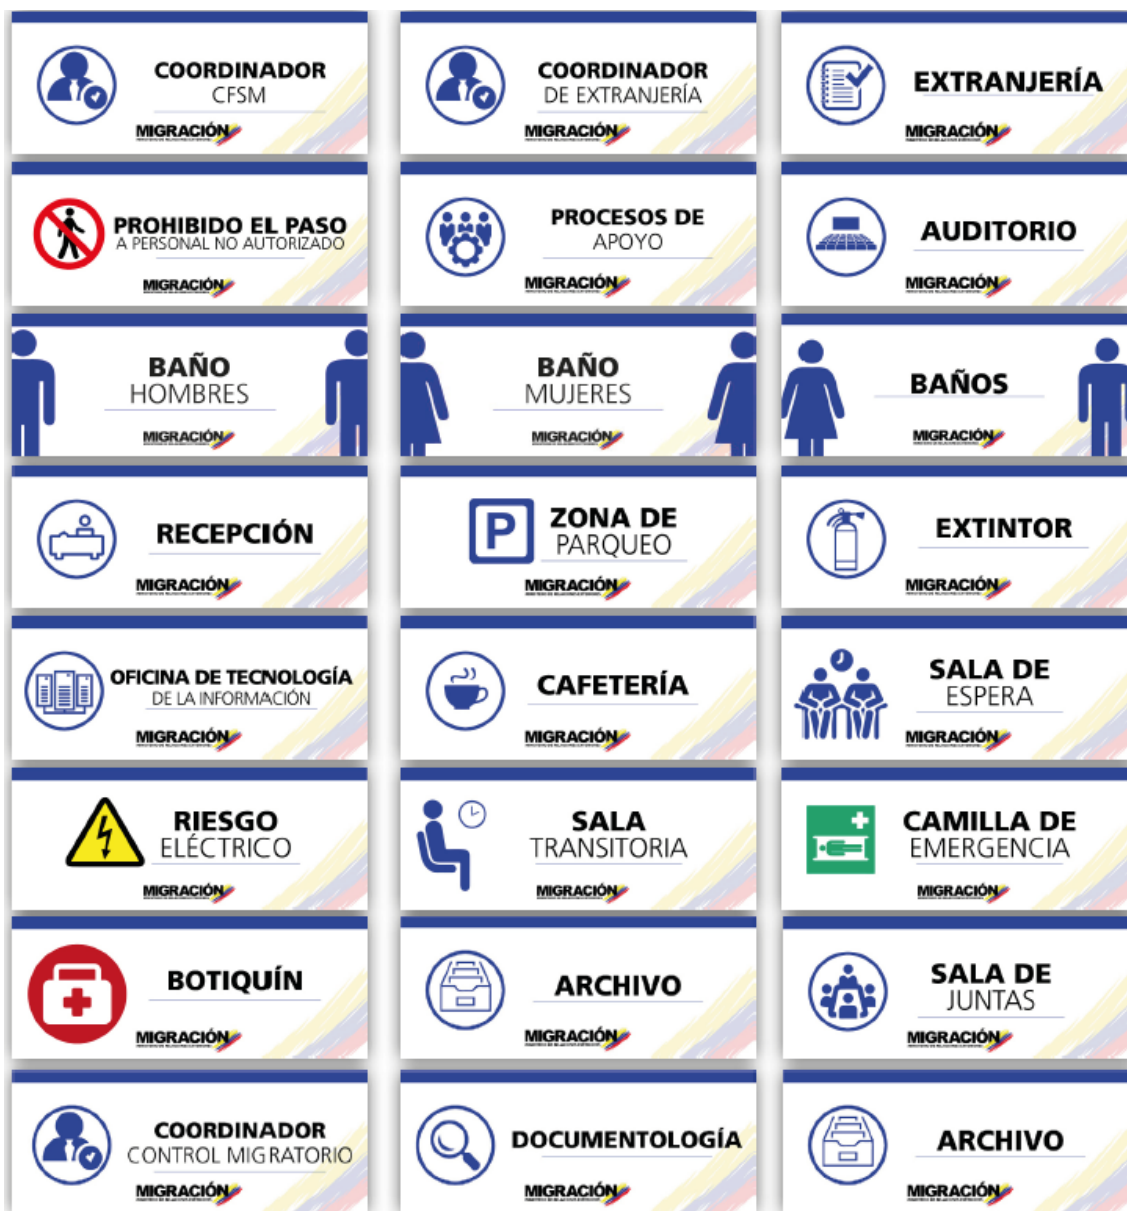 COORDINADOR
CFSM
MIGRACIÓN
COORDINADOR
DE EXTRANJERÍA
MIGRACIÓN
EXTRANJERÍA
MIGRACIÓN
PROHIBIDO EL PASO
A PERSONAL NO AUTORIZADO
MIGRACIÓN
PROCESOS DE
APOYO
MIGRACIÓN
AUDITORIO
MIGRACIÓN
BAÑO
HOMBRES
MIGRACIÓN
BAÑO
MUJERES
MIGRACIÓN
BAÑOS
MIGRACIÓN
RECEPCIÓN
MIGRACIÓN
P
ZONA DE
PARQUEO
MIGRACIÓN
EXTINTOR
MIGRACIÓN
OFICINA DE TECNOLOGÍA
DE LA INFORMACIÓN
MIGRACIÓN
CAFETERÍA
MIGRACIÓN
SALA DE
ESPERA
MIGRACIÓN
RIESGO
ELÉCTRICO
MIGRACIÓN
SALA
TRANSITORIA
MIGRACIÓN
CAMILLA DE
EMERGENCIA
MIGRACIÓN
BOTIQUÍN
MIGRACIÓN
ARCHIVO
MIGRACIÓN
SALA DE
JUNTAS
MIGRACIÓN
COORDINADOR
CONTROL MIGRATORIO
MIGRACIÓN
DOCUMENTOLOGÍA
MIGRACIÓN
ARCHIVO
MIGRACIÓN